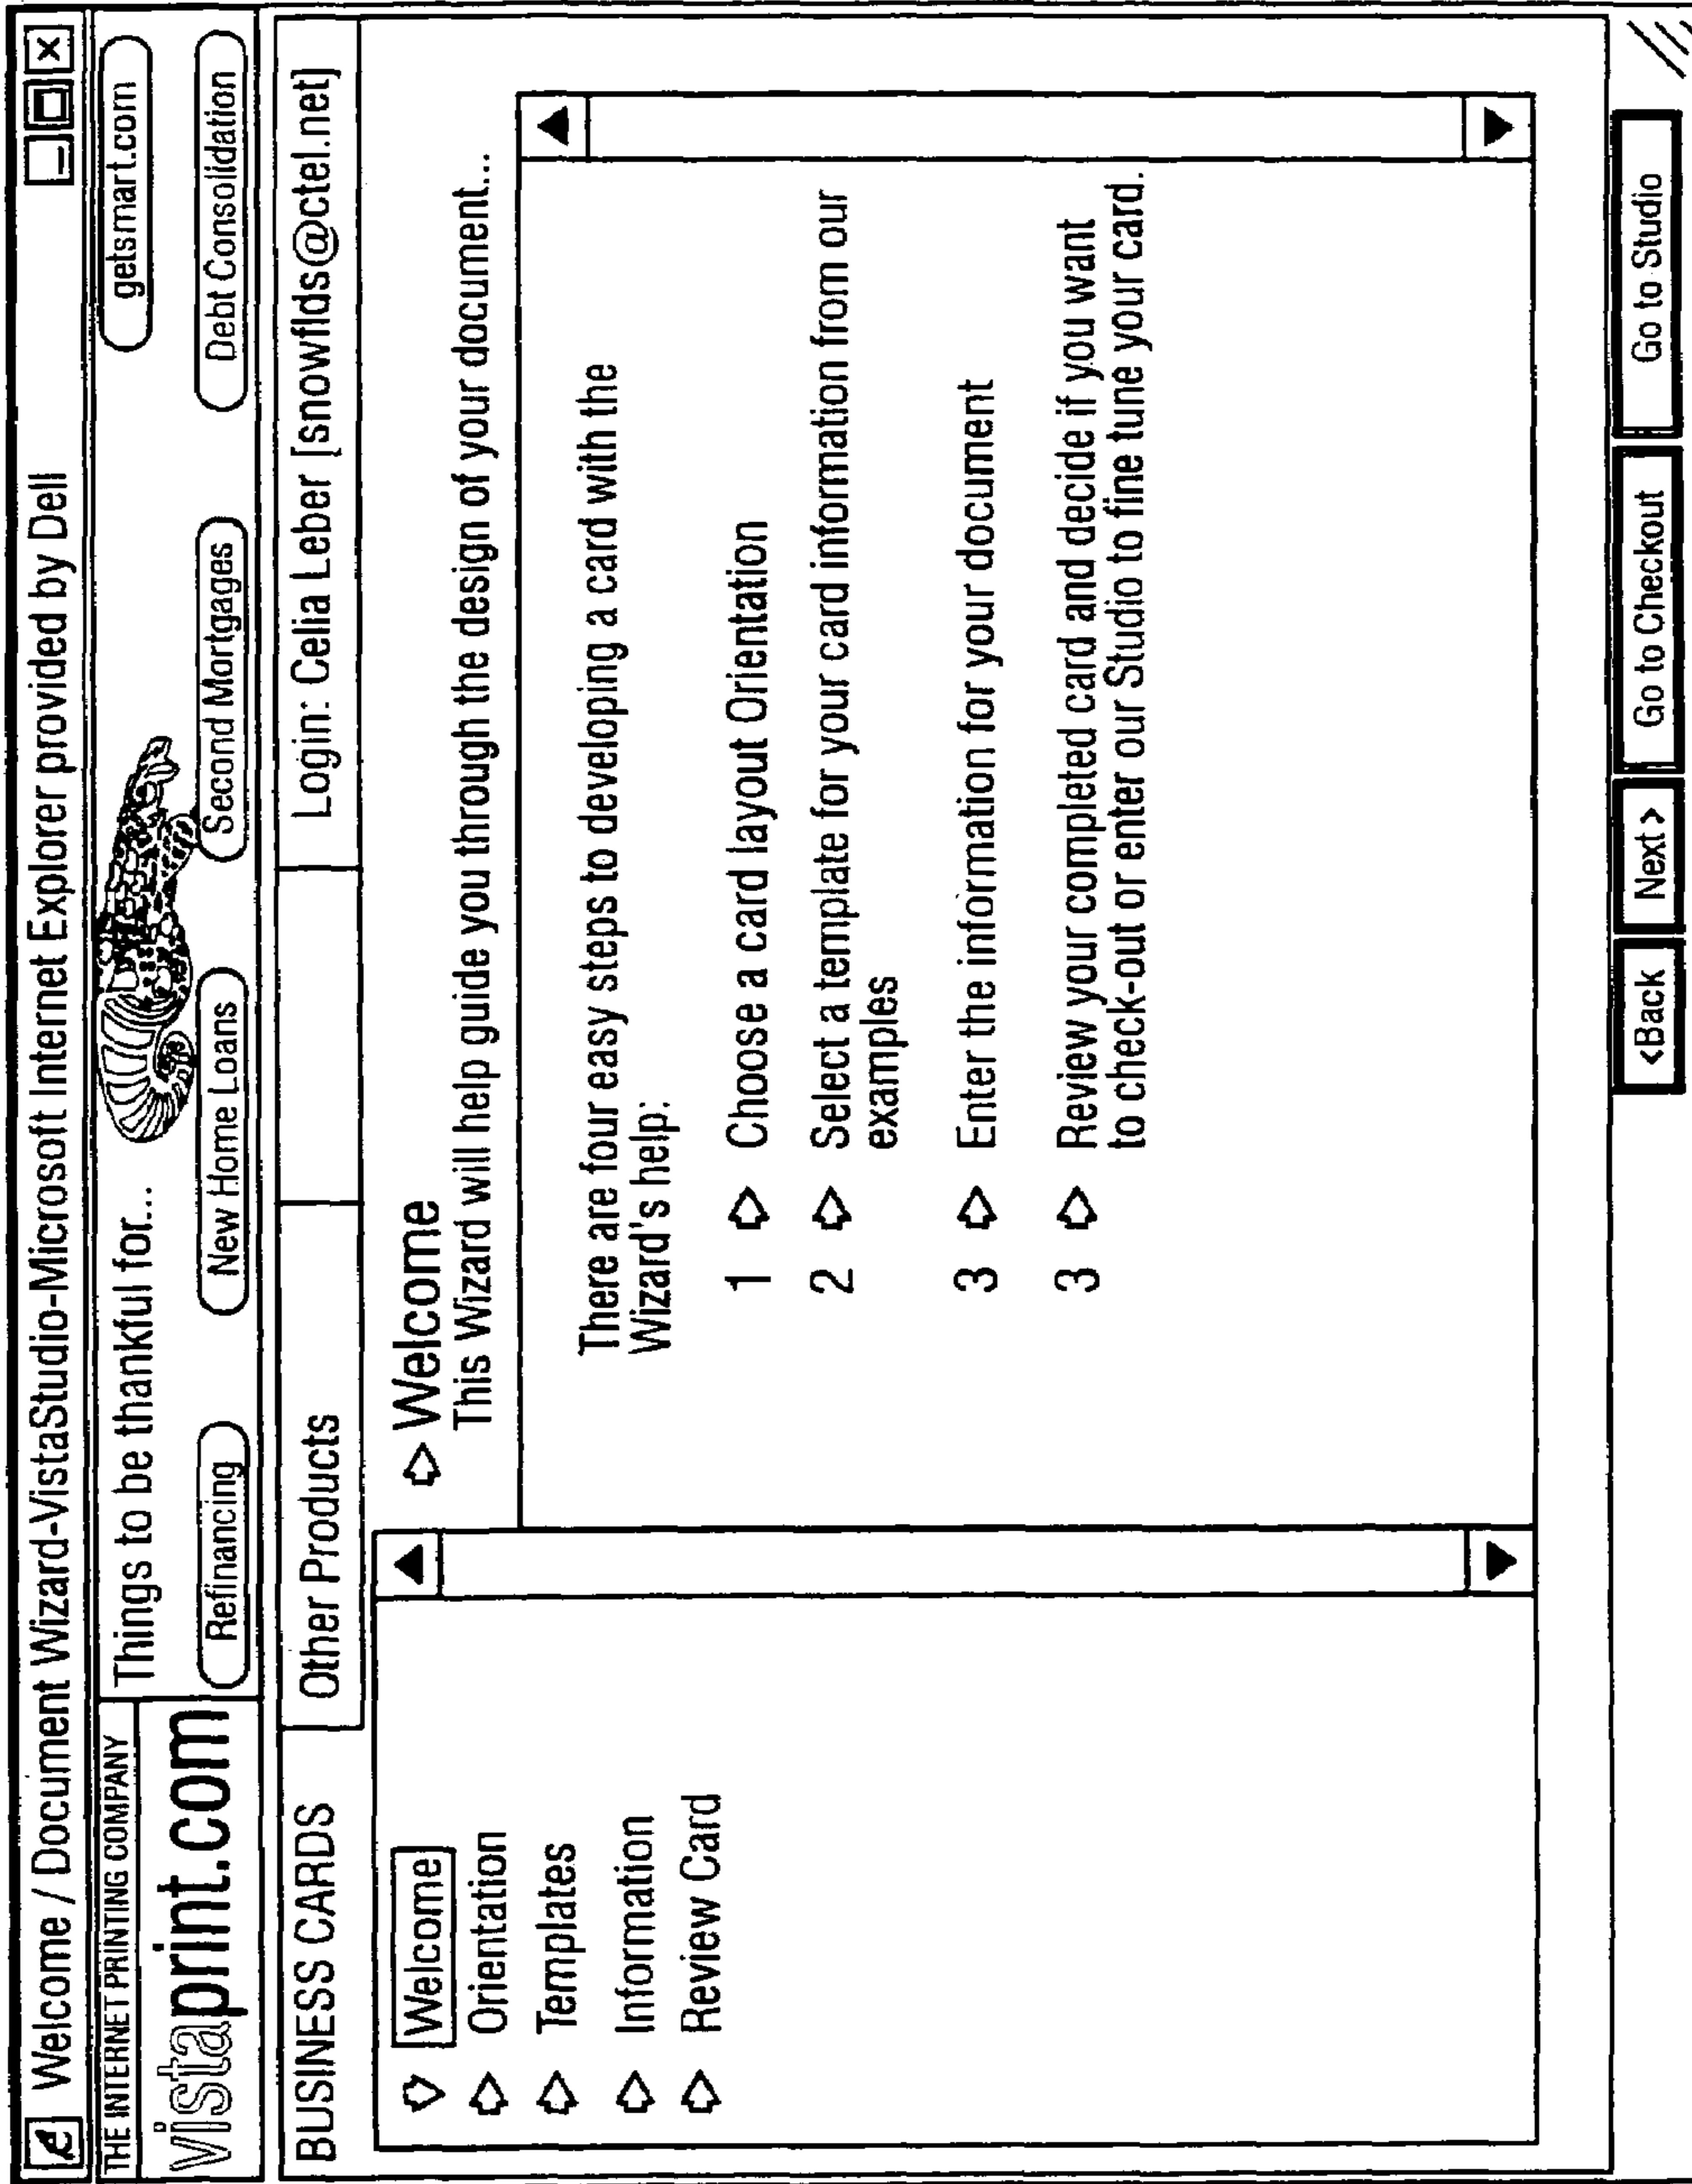 Welcome / Document Wizard-VistaStudio-Microsoft Internet Explorer provided by Dell
THE INTERNET PRINTING COMPANY
vistaprint.com
Things to be thankful for...
getsmart.com
Refinancing
New Home Loans
Second Mortgages
Debt Consolidation
BUSINESS CARDS
Other Products
Login: Celia Leber [snowflds@ctel.net]
Welcome
Orientation
Templates
Information
Review Card
Welcome
This Wizard will help guide you through the design of your document...
There are four easy steps to developing a card with the
Wizard's help:
1 Choose a card layout Orientation
2 Select a template for your card information from our
examples
3 Enter the information for your document
3 Review your completed card and decide if you want
to check-out or enter our Studio to fine tune your card.
<Back
Next >
Go to Checkout
Go to Studio